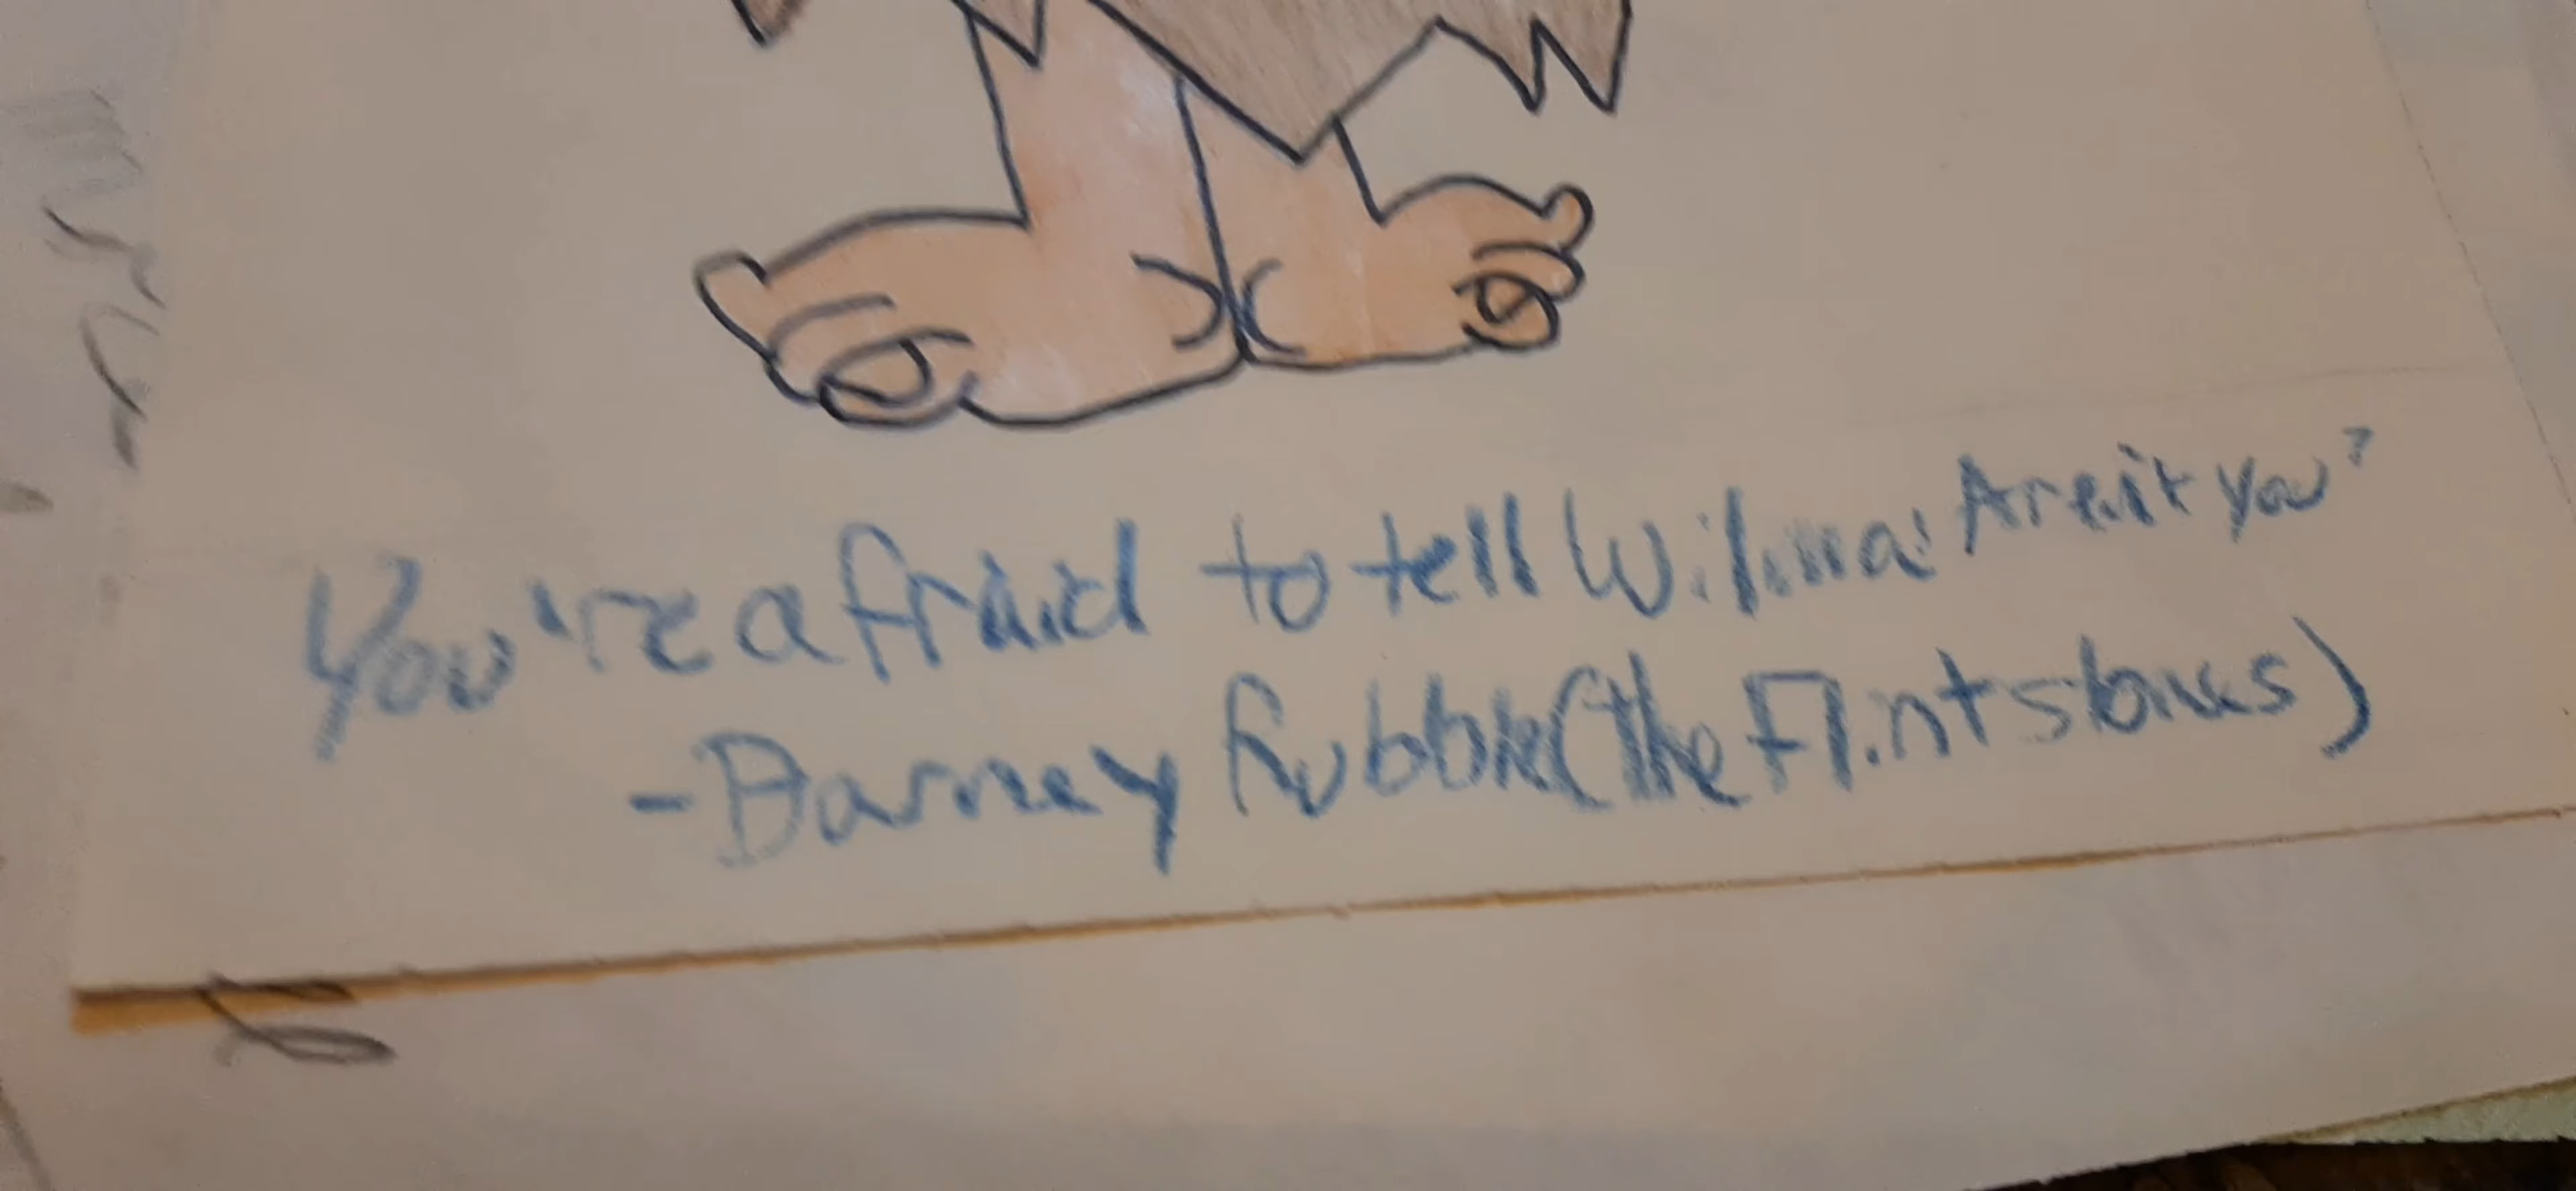 You're afraid to tell Wilma! Aren't you?
-Barney Rubble (the Flintstones)